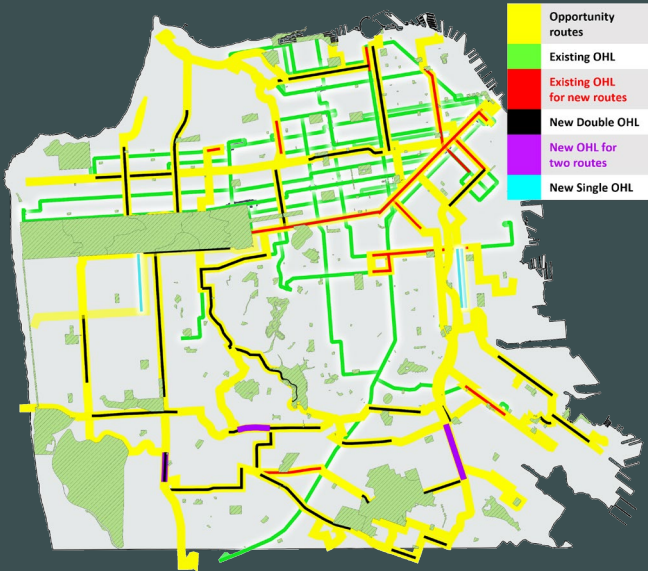 Opportunity
routes
Existing OHL
Existing OHL
for new routes
New Double OHL
New OHL for
two routes
New Single OHL